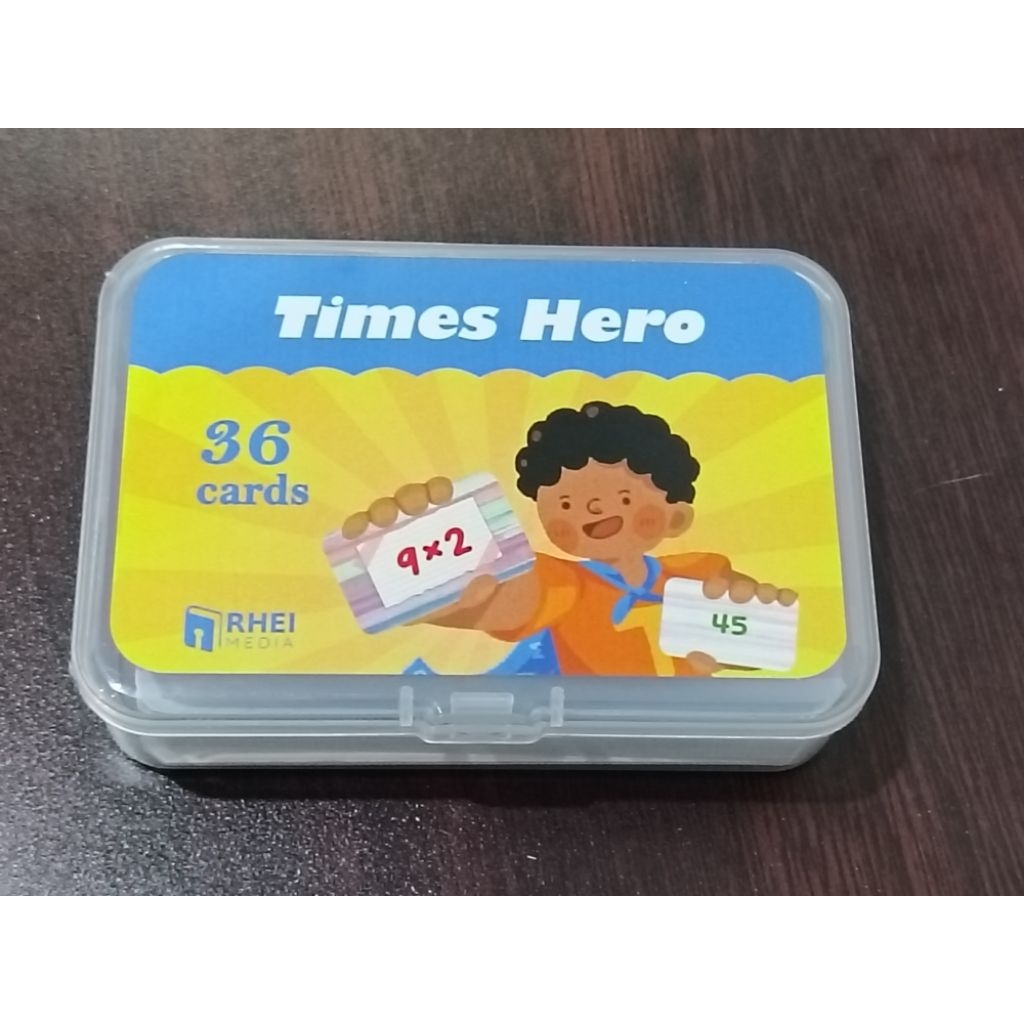 Times Hero
36
cards
9×2
45
RHEI
MEDIA